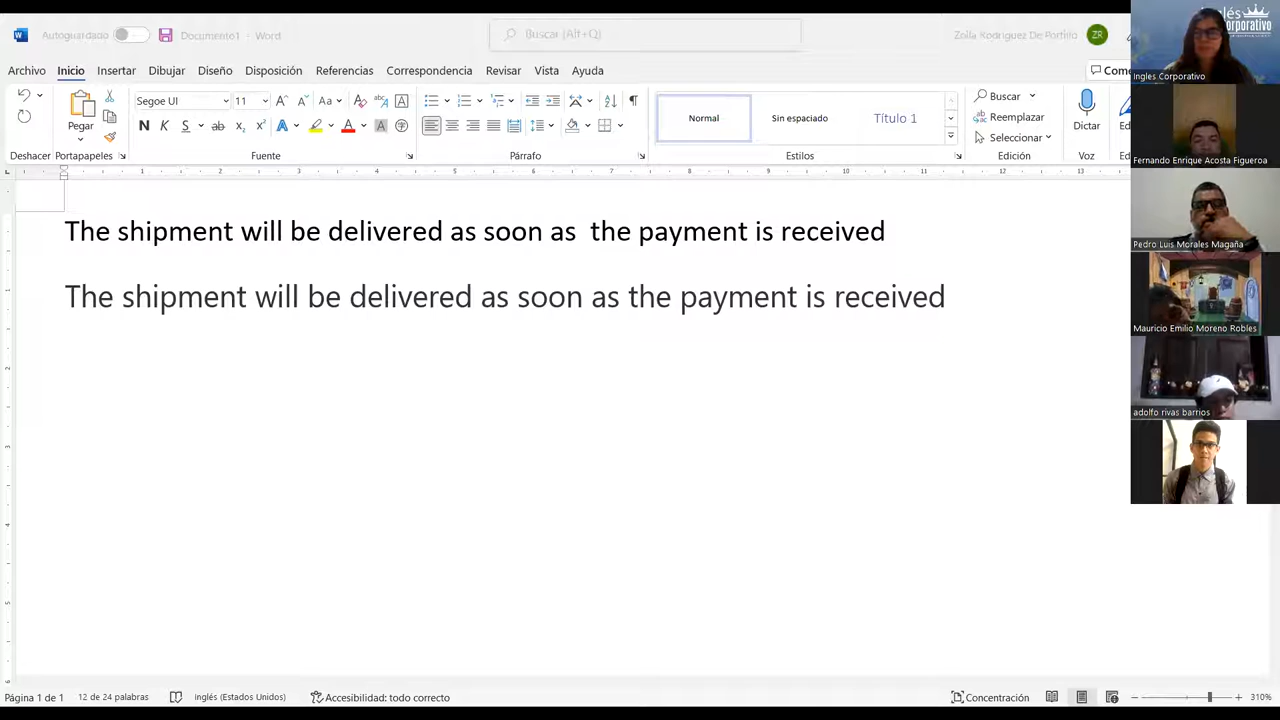 Autoguardado
Documento1 - Word
Buscar (Alt+Q)
Zoila Rodriguez De Portillo
ZR
Archivo Inicio Insertar Dibujar Diseño Disposición Referencias Correspondencia Revisar Vista Ayuda
Segoe UI 11
Pegar
Normal
Sin espaciado
Título 1
Buscar
Reemplazar
Seleccionar
Dictar
Deshacer Portapapeles Fuente Párrafo Estilos Edición Voz
The shipment will be delivered as soon as  the payment is received
The shipment will be delivered as soon as the payment is received
Ingles Corporativo
Fernando Enrique Acosta Figueroa
Pedro Luis Morales Magaña
Mauricio Emilio Moreno Robles
adolfo rivas barrios
Página 1 de 1 12 de 24 palabras Inglés (Estados Unidos) Accesibilidad: todo correcto Concentración 310%